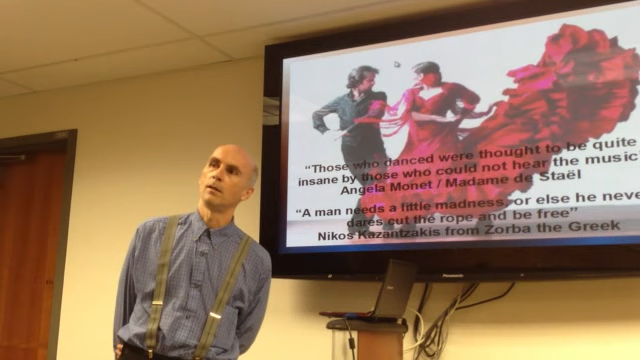 “Those who danced were thought to be quite
insane by those who could not hear the music”
Angela Monet / Madame de Staël
“A man needs a little madness, or else he never
dares cut the rope and be free”
Nikos Kazantzakis from Zorba the Greek
Panasonic